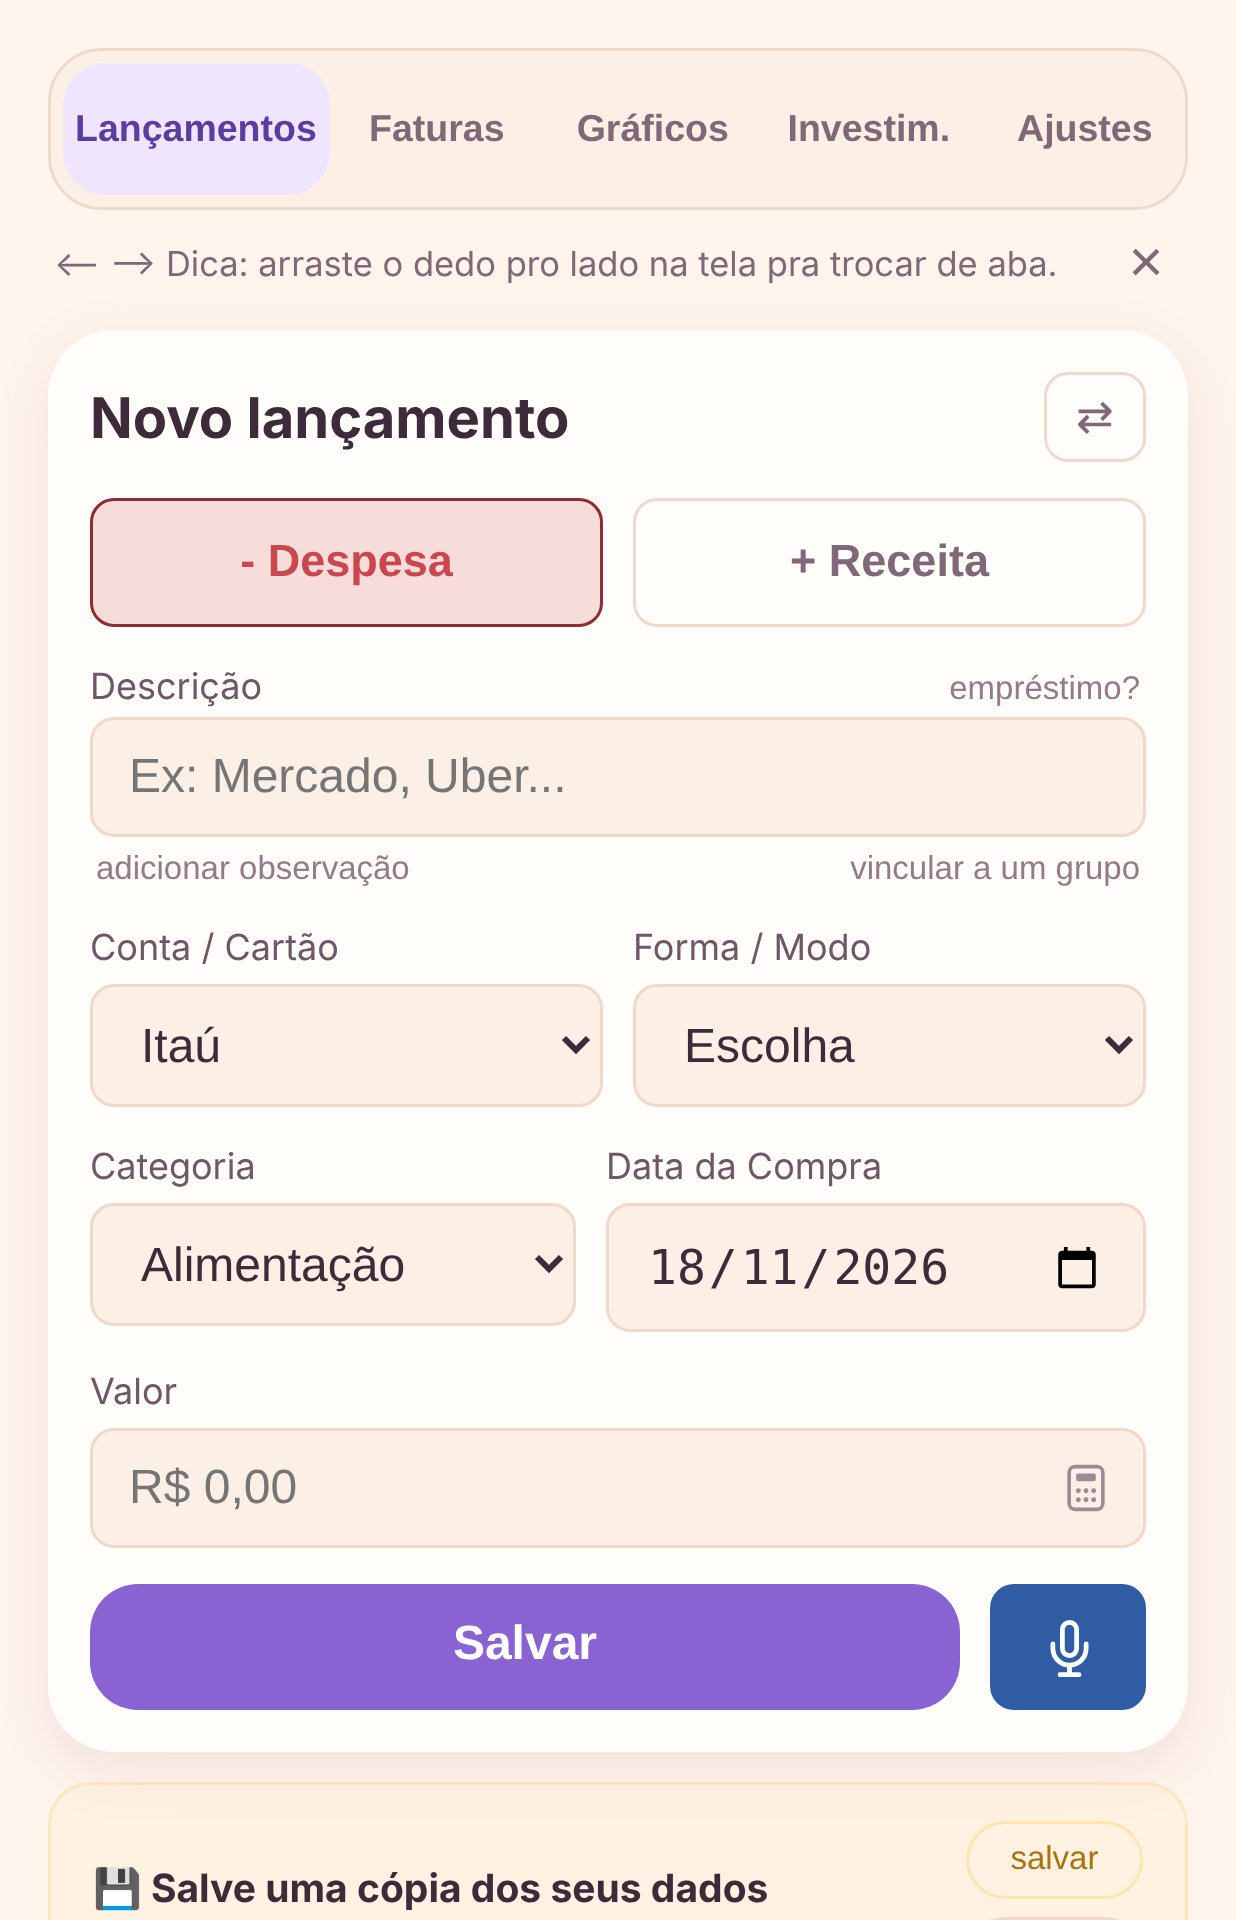 Lançamentos Faturas Gráficos Investim. Ajustes
← → Dica: arraste o dedo pro lado na tela pra trocar de aba. ✕
Novo lançamento ⇄
- Despesa + Receita
Descrição empréstimo?
Ex: Mercado, Uber...
adicionar observação vincular a um grupo
Conta / Cartão Forma / Modo
Itaú Escolha
Categoria Data da Compra
Alimentação 18/11/2026
Valor
R$ 0,00
Salvar
salvar
💾 Salve uma cópia dos seus dados